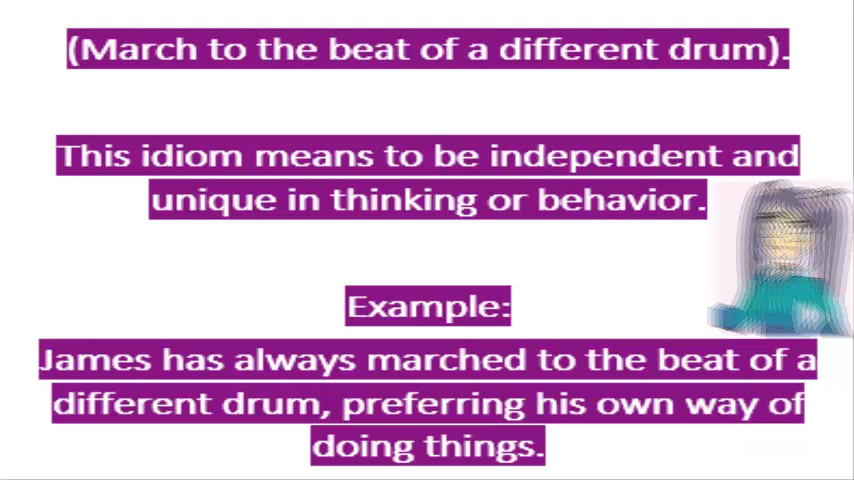 (March to the beat of a different drum).
This idiom means to be independent and
unique in thinking or behavior.
Example:
James has always marched to the beat of a
different drum, preferring his own way of
doing things.